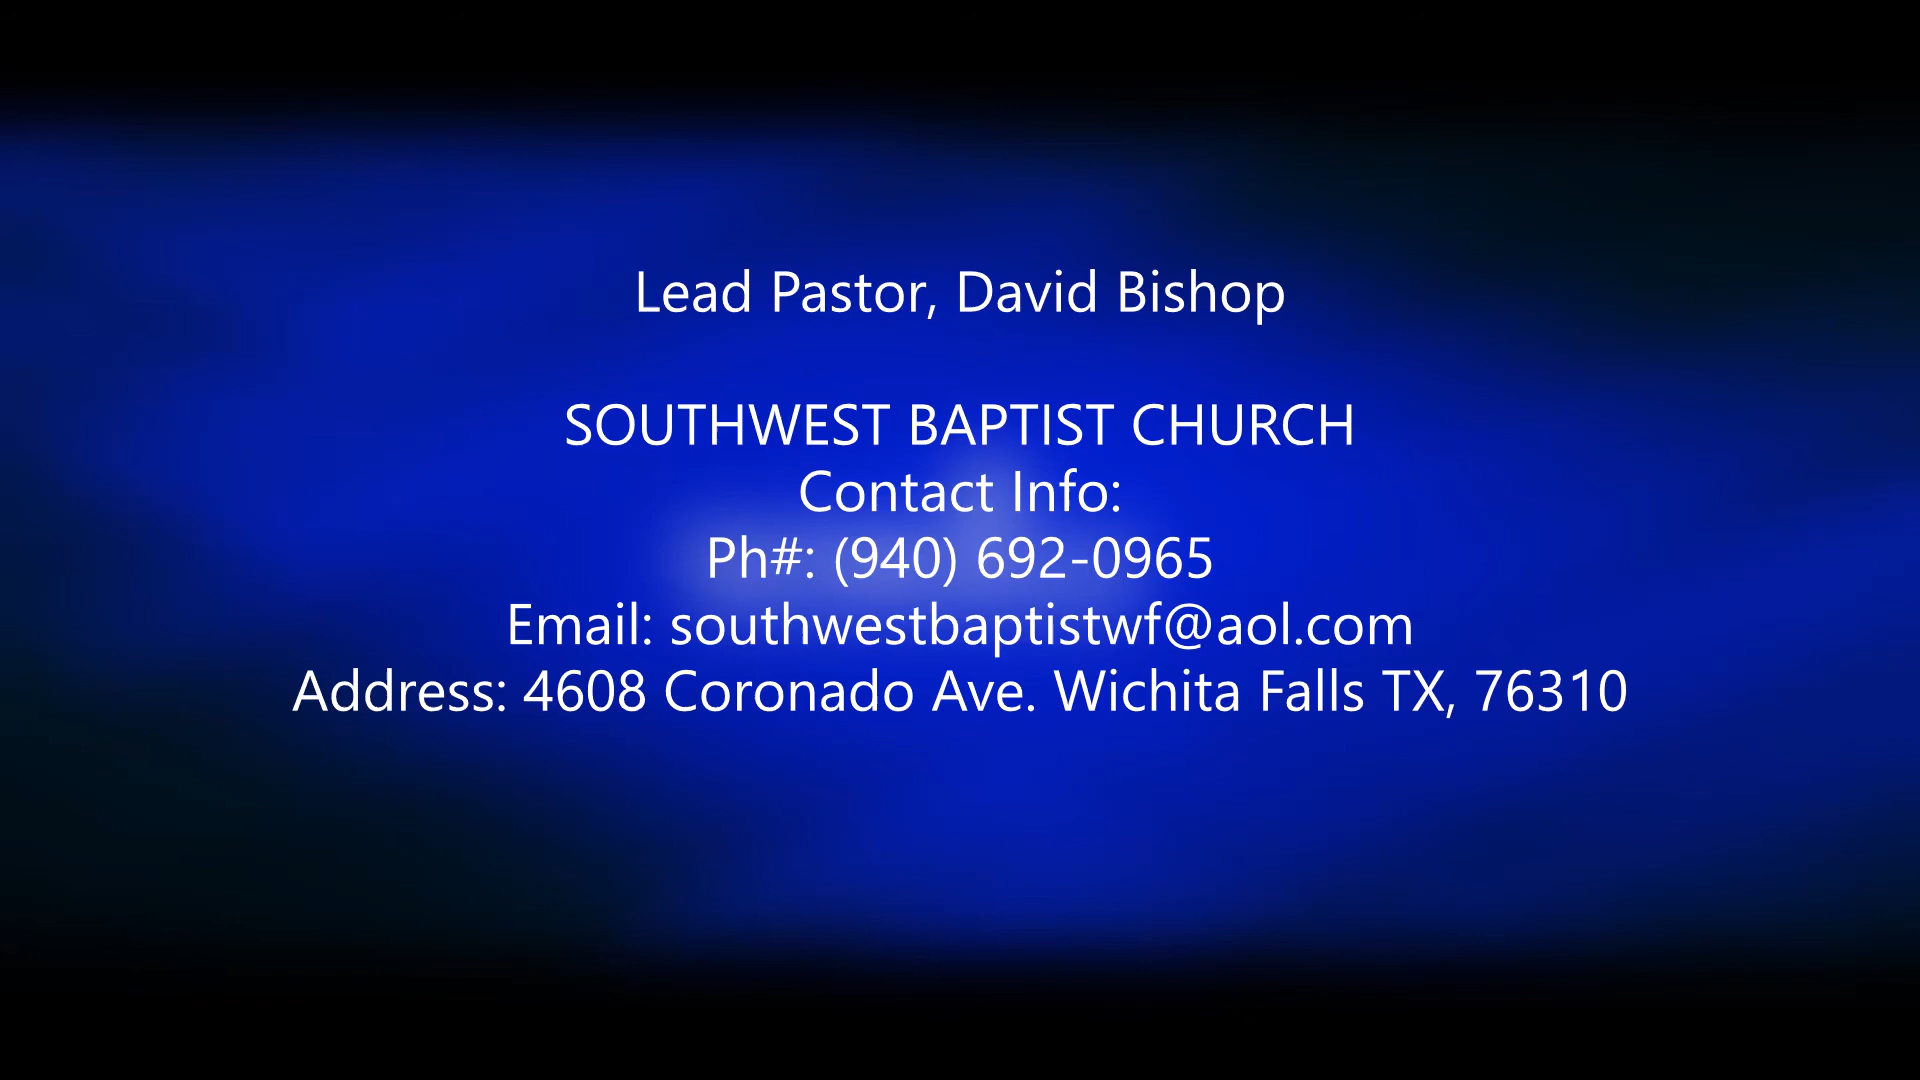 Lead Pastor, David Bishop
SOUTHWEST BAPTIST CHURCH
Contact Info:
Ph#: (940) 692-0965
Email: southwestbaptistwf@aol.com
Address: 4608 Coronado Ave. Wichita Falls TX, 76310